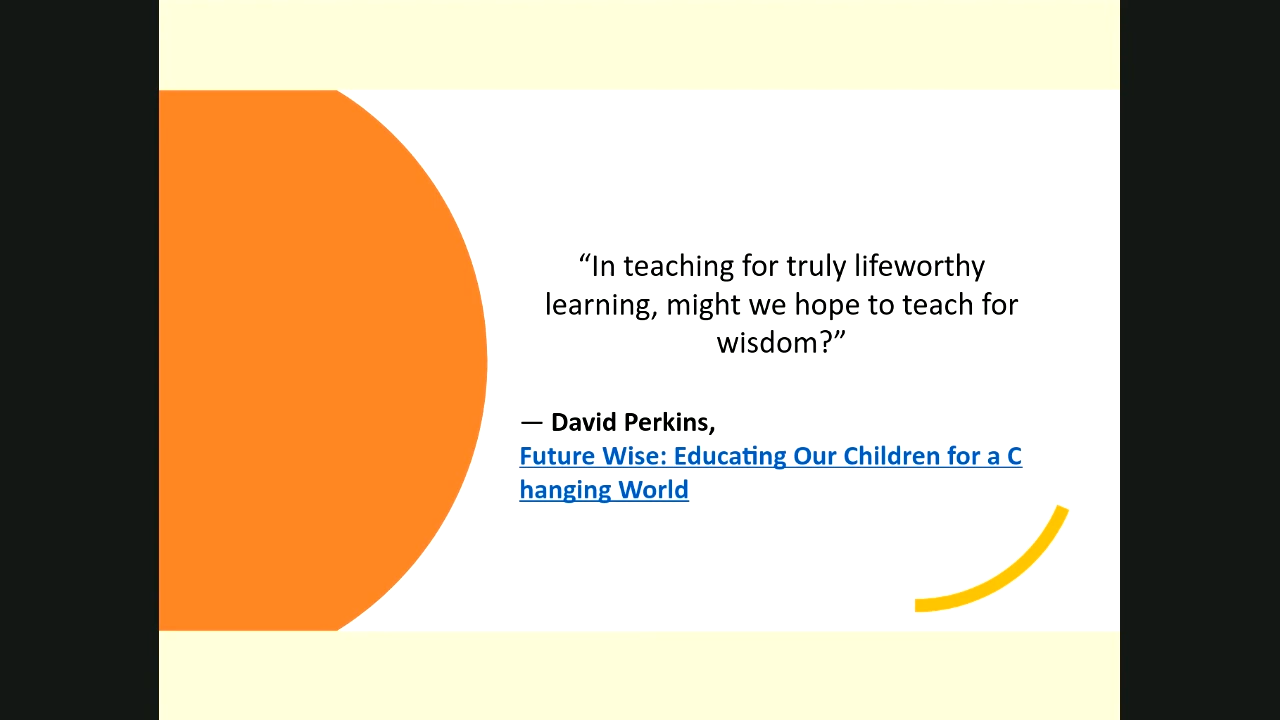 “In teaching for truly lifeworthy
learning, might we hope to teach for
wisdom?”
— David Perkins,
Future Wise: Educating Our Children for a C
hanging World